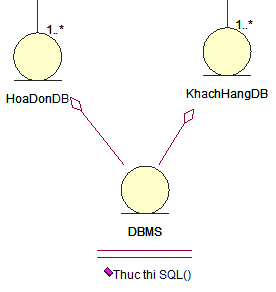 1..*
1..*
HoaDonDB
KhachHangDB
DBMS
Thuc thi SQL()